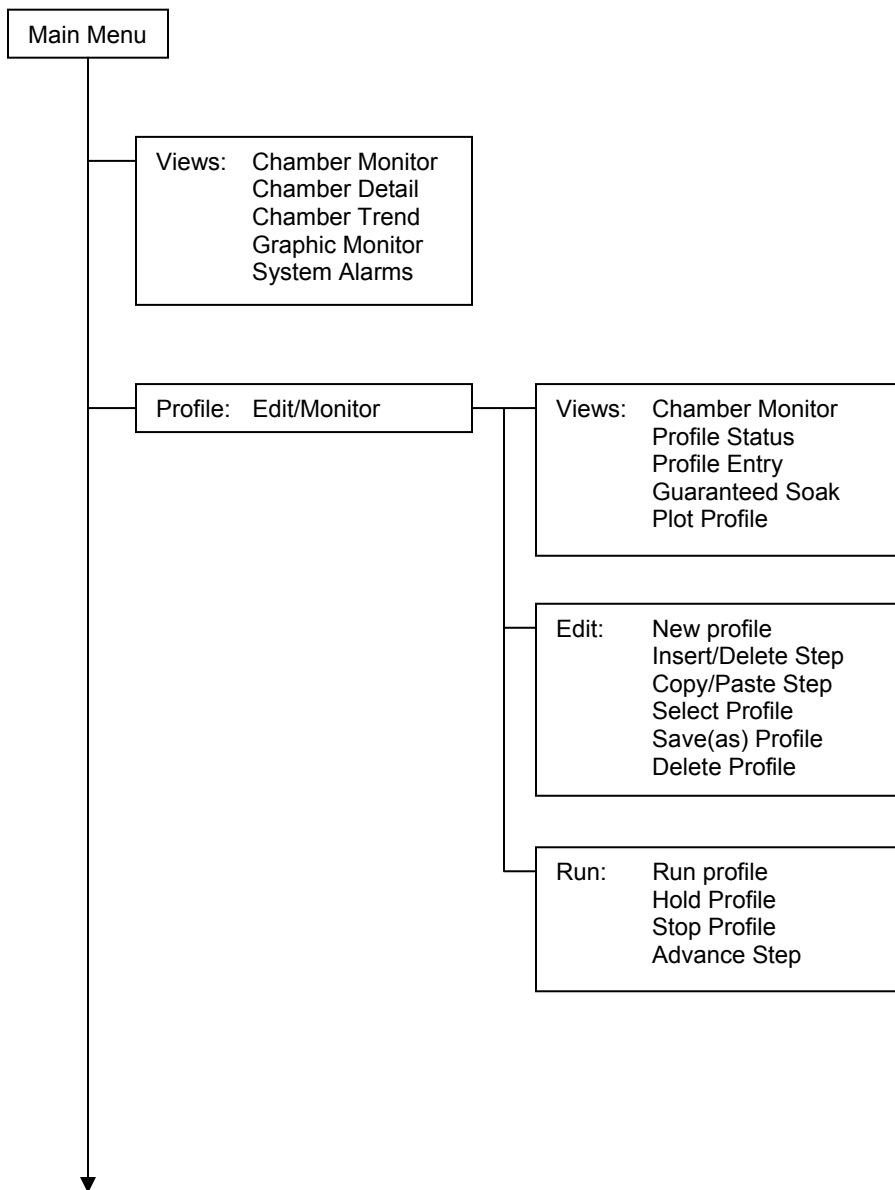 Main Menu
Views: Chamber Monitor
Chamber Detail
Chamber Trend
Graphic Monitor
System Alarms
Profile: Edit/Monitor
Views: Chamber Monitor
Profile Status
Profile Entry
Guaranteed Soak
Plot Profile
Edit: New profile
Insert/Delete Step
Copy/Paste Step
Select Profile
Save(as) Profile
Delete Profile
Run: Run profile
Hold Profile
Stop Profile
Advance Step